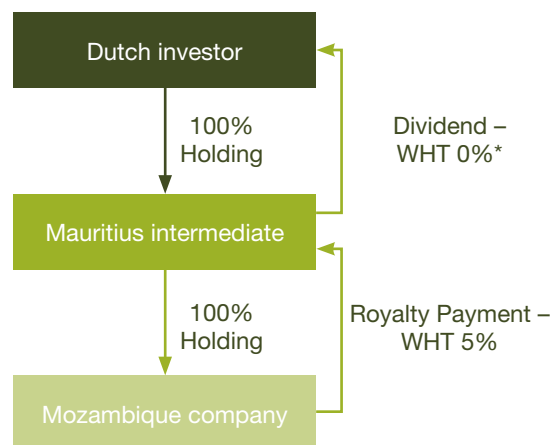 Dutch investor
100%
Holding
Dividend –
WHT 0%*
Mauritius intermediate
100%
Holding
Royalty Payment –
WHT 5%
Mozambique company